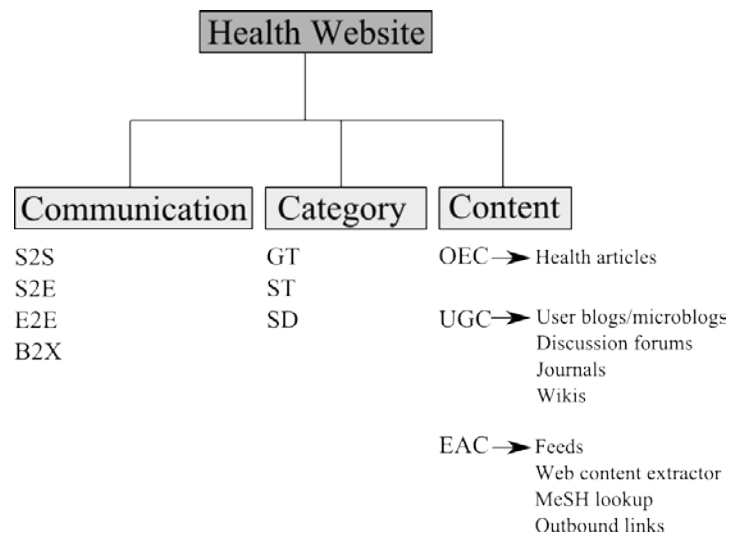 Health Website
Communication
S2S
S2E
E2E
B2X
Category
GT
ST
SD
Content
OEC
Health articles
UGC
User blogs/microblogs
Discussion forums
Journals
Wikis
EAC
Feeds
Web content extractor
MeSH lookup
Outbound links